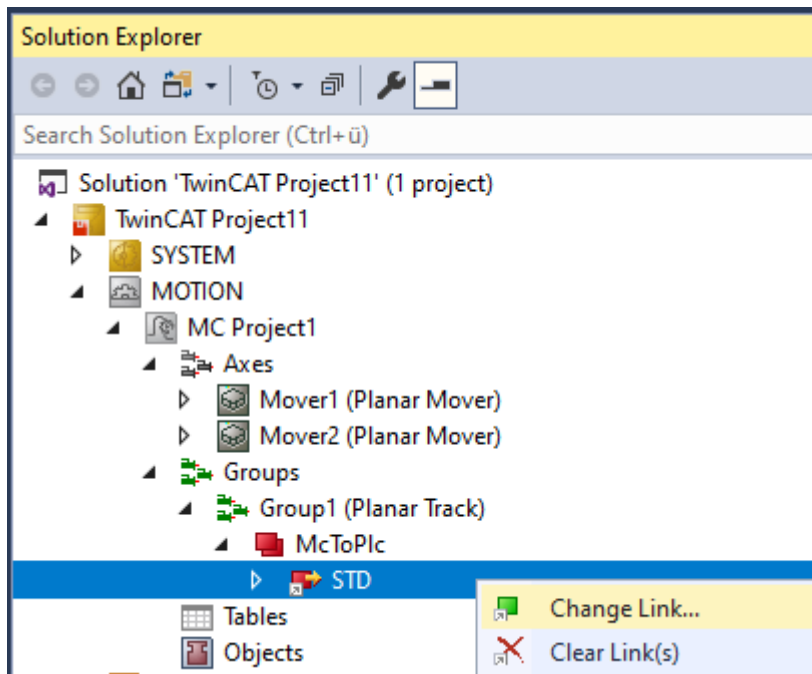 Solution Explorer
Search Solution Explorer (Ctrl+ü)
Solution 'TwinCAT Project11' (1 project)
TwinCAT Project11
SYSTEM
MOTION
MC Project1
Axes
Mover1 (Planar Mover)
Mover2 (Planar Mover)
Groups
Group1 (Planar Track)
McToPlc
STD
Change Link...
Tables
Clear Link(s)
Objects